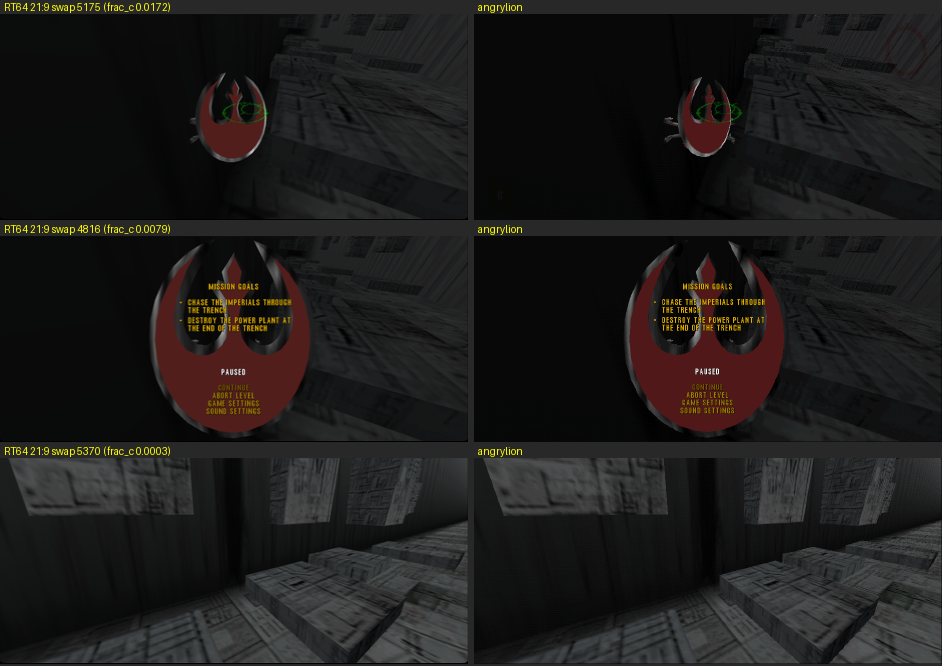 RT64 21:9 swap 5175 (frac_c 0.0172)
angrylion
RT64 21:9 swap 4816 (frac_c 0.0079)
angrylion
MISSION GOALS
- CHASE THE IMPERIALS THROUGH
THE TRENCH
- DESTROY THE POWER PLANT AT
THE END OF THE TRENCH
PAUSED
CONTINUE
ABORT LEVEL
GAME SETTINGS
SOUND SETTINGS
MISSION GOALS
- CHASE THE IMPERIALS THROUGH
THE TRENCH
- DESTROY THE POWER PLANT AT
THE END OF THE TRENCH
PAUSED
CONTINUE
ABORT LEVEL
GAME SETTINGS
SOUND SETTINGS
RT64 21:9 swap 5370 (frac_c 0.0003)
angrylion